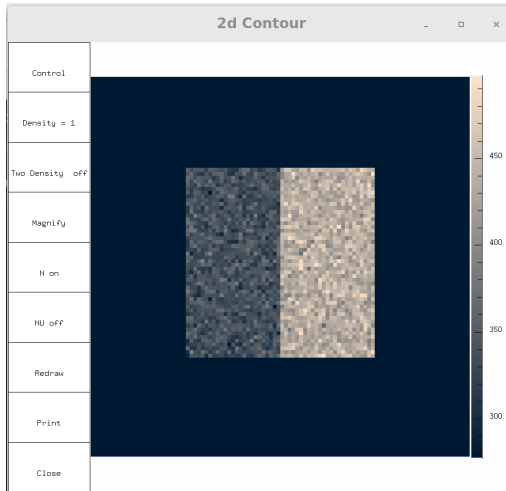 2d Contour
Control
Density = 1
Two Density off
Magnify
N on
NU off
Redraw
Print
Close
450
400
350
300